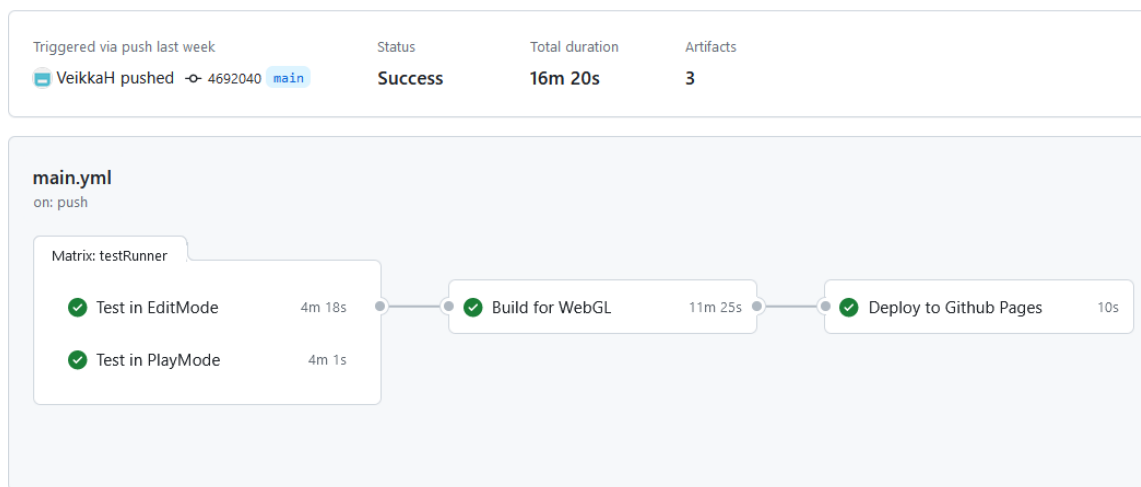 Triggered via push last week
Status
Total duration
Artifacts
VeikkaH pushed 4692040 main
Success
16m 20s
3
main.yml
on: push
Matrix: testRunner
Test in EditMode 4m 18s
Build for WebGL 11m 25s
Deploy to Github Pages 10s
Test in PlayMode 4m 1s